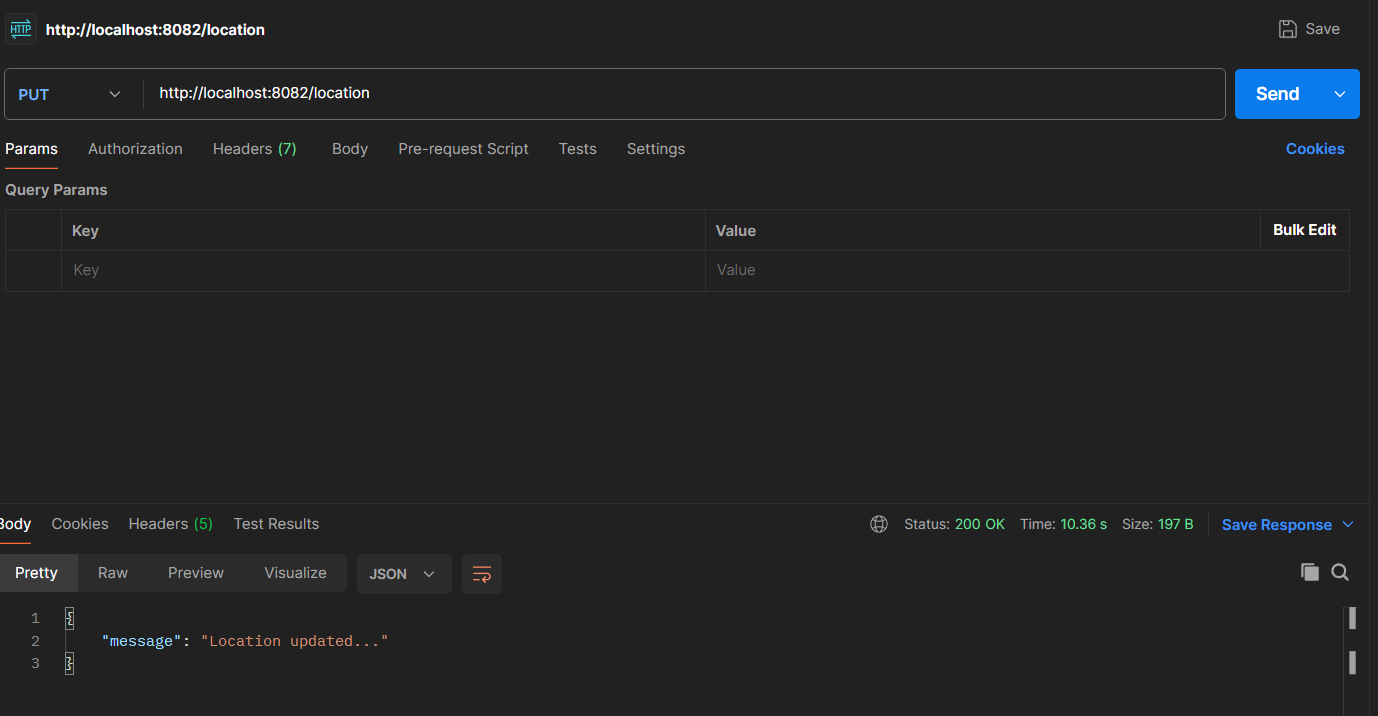 HTTP http://localhost:8082/location Save
PUT http://localhost:8082/location Send
Params Authorization Headers (7) Body Pre-request Script Tests Settings Cookies
Query Params
Key Value Bulk Edit
Key Value
Body Cookies Headers (5) Test Results Status: 200 OK Time: 10.36 s Size: 197 B Save Response
Pretty Raw Preview Visualize JSON
1 {
2 "message": "Location updated..."
3 }